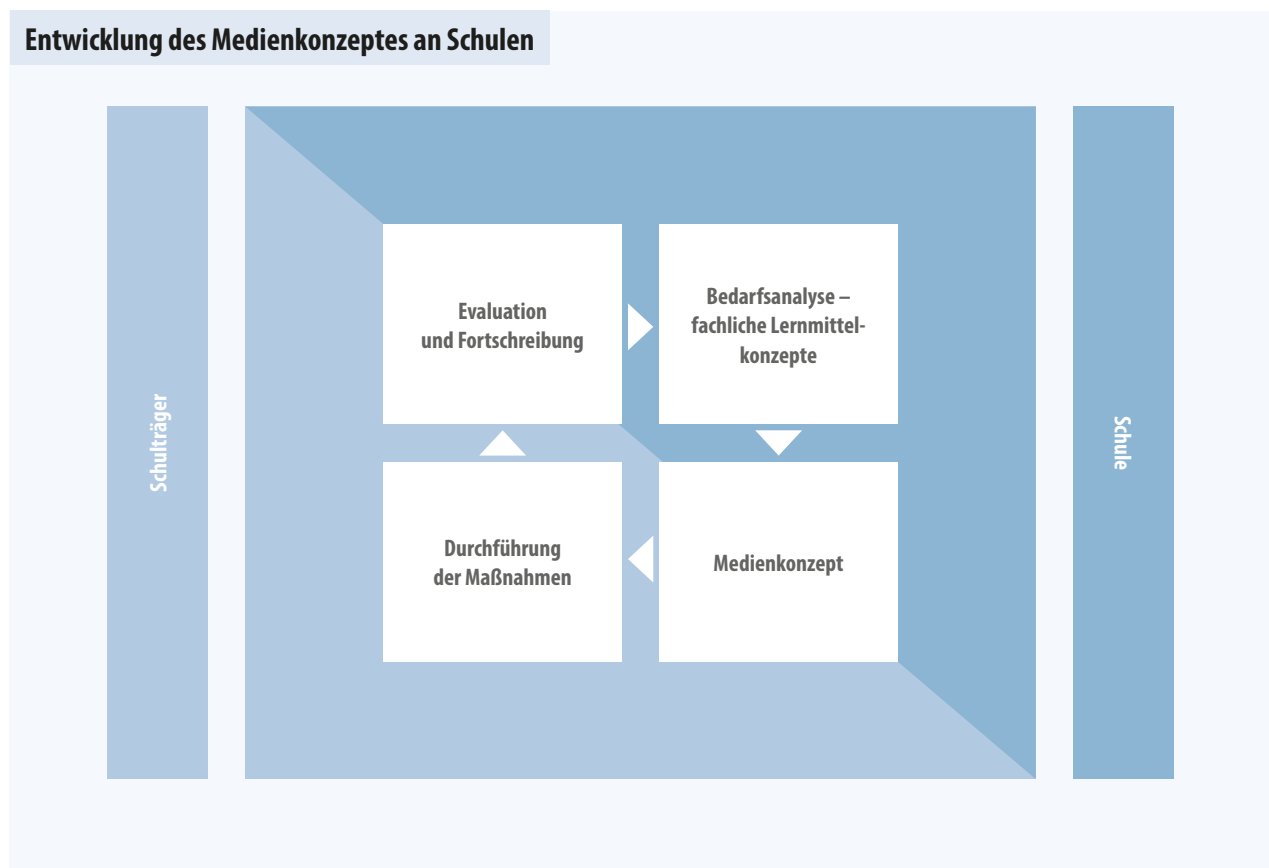 Entwicklung des Medienkonzeptes an Schulen
Schulträger
Evaluation
und Fortschreibung
Bedarfsanalyse –
fachliche Lernmittel-
konzepte
Durchführung
der Maßnahmen
Medienkonzept
Schule